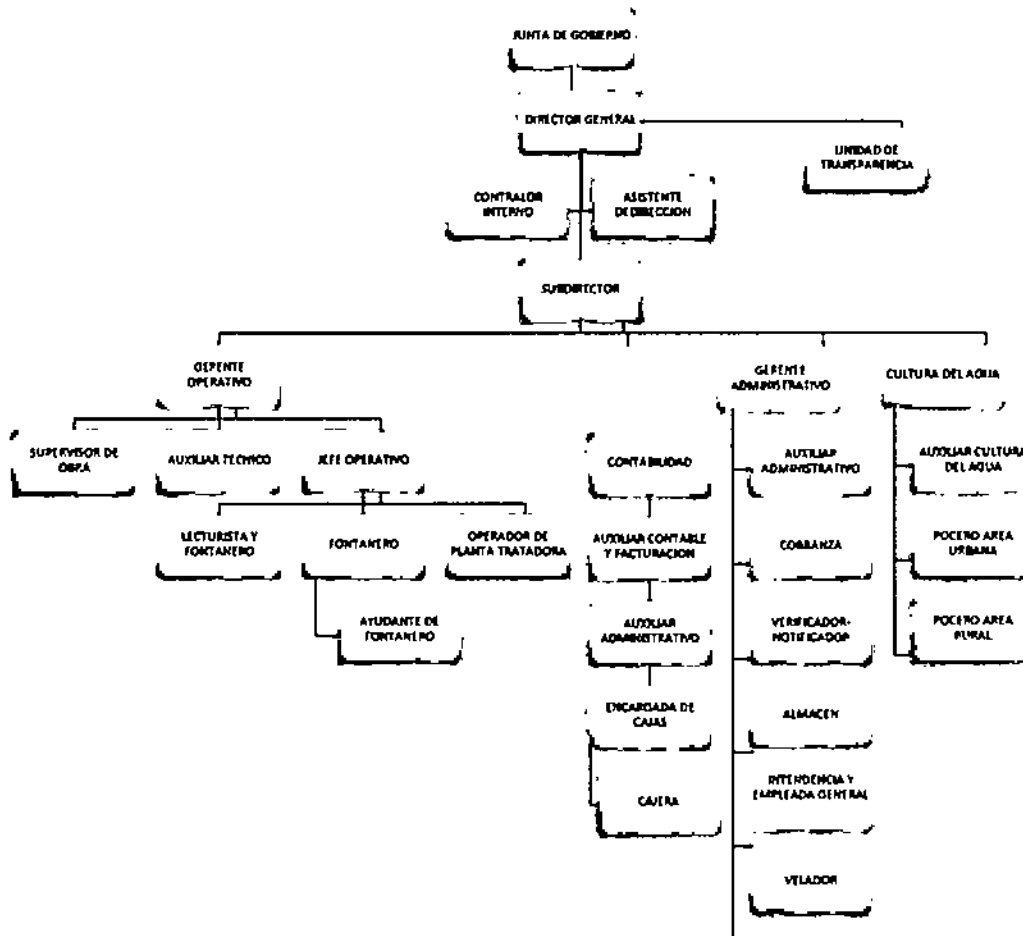 JUNTA DE GOBIERNO
DIRECTOR GENERAL
UNIDAD DE
TRANSPARENCIA
CONTRALOR
INTERNO
ASISTENTE
DE DIRECCION
SUBDIRECTOR
GERENTE
OPERATIVO
GERENTE
ADMINISTRATIVO
CULTURA DEL AGUA
SUPERVISOR DE
OBRA
AUXILIAR TECNICO
JEFE OPERATIVO
CONTABILIDAD
AUXILIAR
ADMINISTRATIVO
AUXILIAR CULTURA
DEL AGUA
LECTURISTA Y
FONTANERO
FONTANERO
OPERADOR DE
PLANTA TRATADORA
AUXILIAR CONTABLE
Y FACTURACION
COBRANZA
POCERO AREA
URBANA
AYUDANTE DE
FONTANERO
AUXILIAR
ADMINISTRATIVO
VERIFICADOR-
NOTIFICADOR
POCERO AREA
RURAL
ENCARGADA DE
CAJAS
ALMACEN
CAJERA
INTENDENCIA Y
EMPLEADA GENERAL
VELADOR